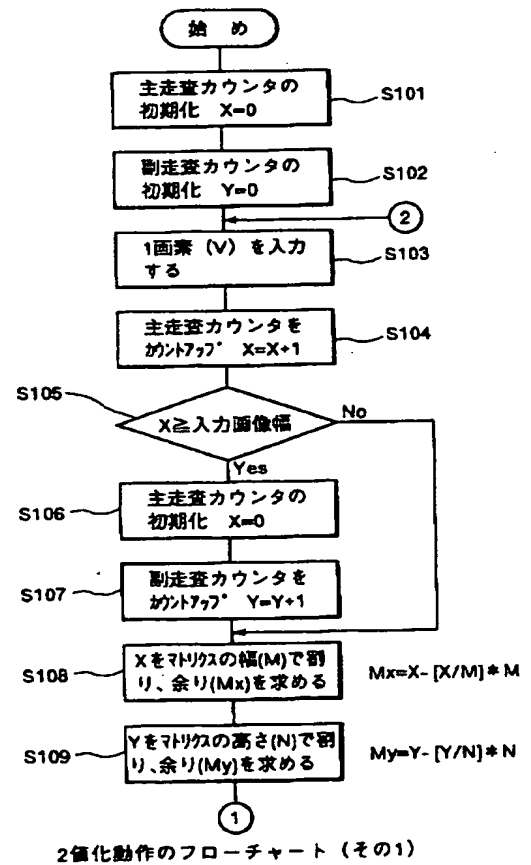 始め
主走査カウンタの
初期化 X=0
S101
副走査カウンタの
初期化 Y=0
S102
2
1画素 (V) を入力
する
S103
主走査カウンタを
カウントアップ X=X+1
S104
S105
X≧入力画像幅
No
Yes
主走査カウンタの
初期化 X=0
S106
副走査カウンタを
カウントアップ Y=Y+1
S107
Xをマトリクスの幅(M)で割
り、余り(Mx)を求める
S108
Mx=X-[X/M]*M
Yをマトリクスの高さ(N)で割
り、余り(My)を求める
S109
My=Y-[Y/N]*N
1
2値化動作のフローチャート (その1)